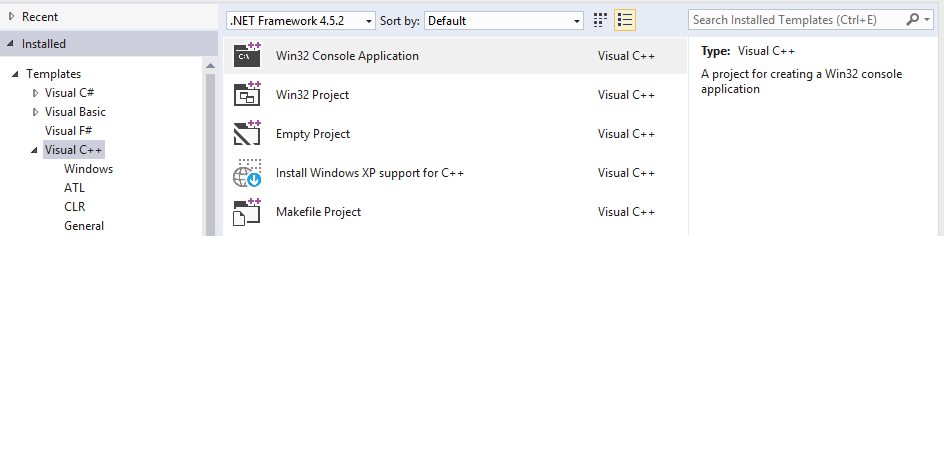 Recent
Installed
Templates
Visual C#
Visual Basic
Visual F#
Visual C++
Windows
ATL
CLR
General
.NET Framework 4.5.2 Sort by: Default
Win32 Console Application Visual C++
Win32 Project Visual C++
Empty Project Visual C++
Install Windows XP support for C++ Visual C++
Makefile Project Visual C++
Search Installed Templates (Ctrl+E)
Type: Visual C++
A project for creating a Win32 console
application